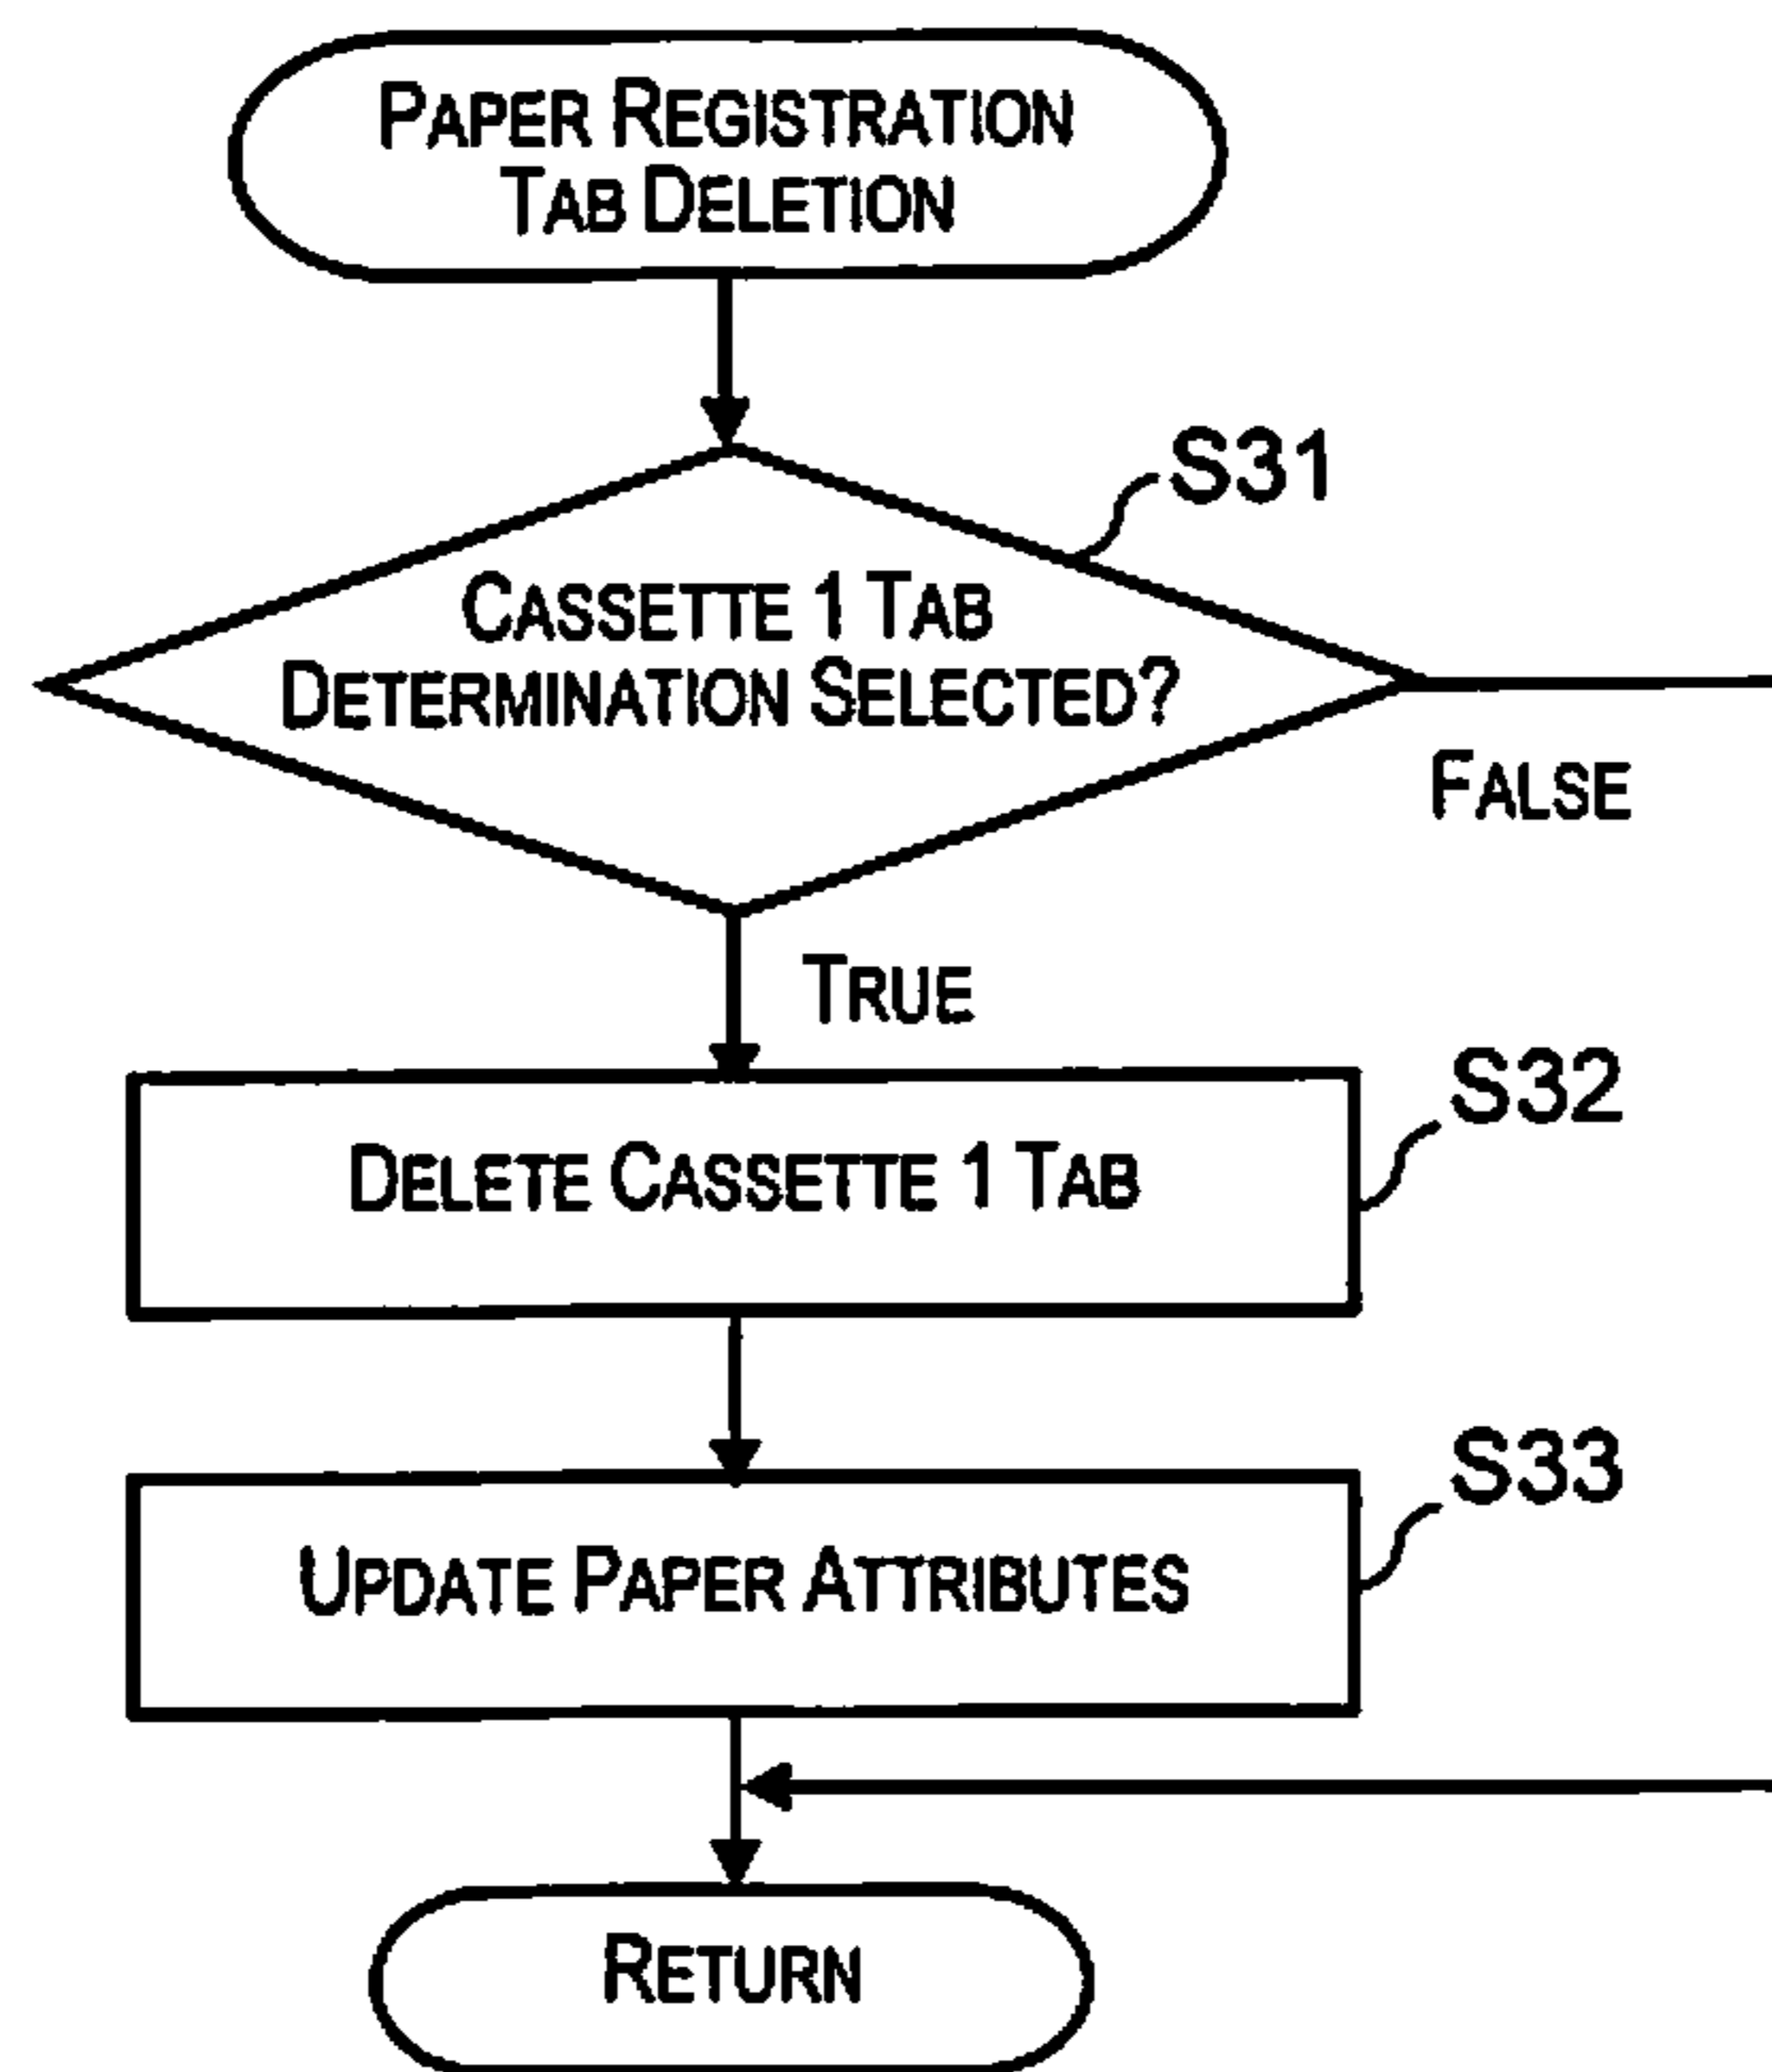 PAPER REGISTRATION
TAB DELETION
S31
CASSETTE 1 TAB
DETERMINATION SELECTED?
FALSE
TRUE
S32
DELETE CASSETTE 1 TAB
S33
UPDATE PAPER ATTRIBUTES
RETURN